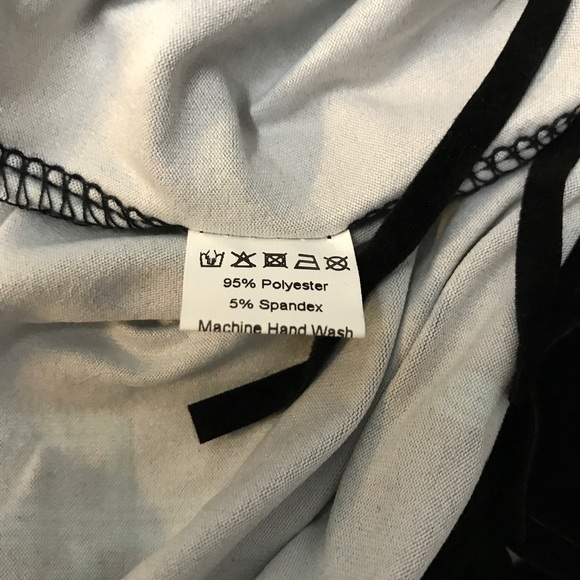 95% Polyester
5% Spandex
Machine Hand Wash